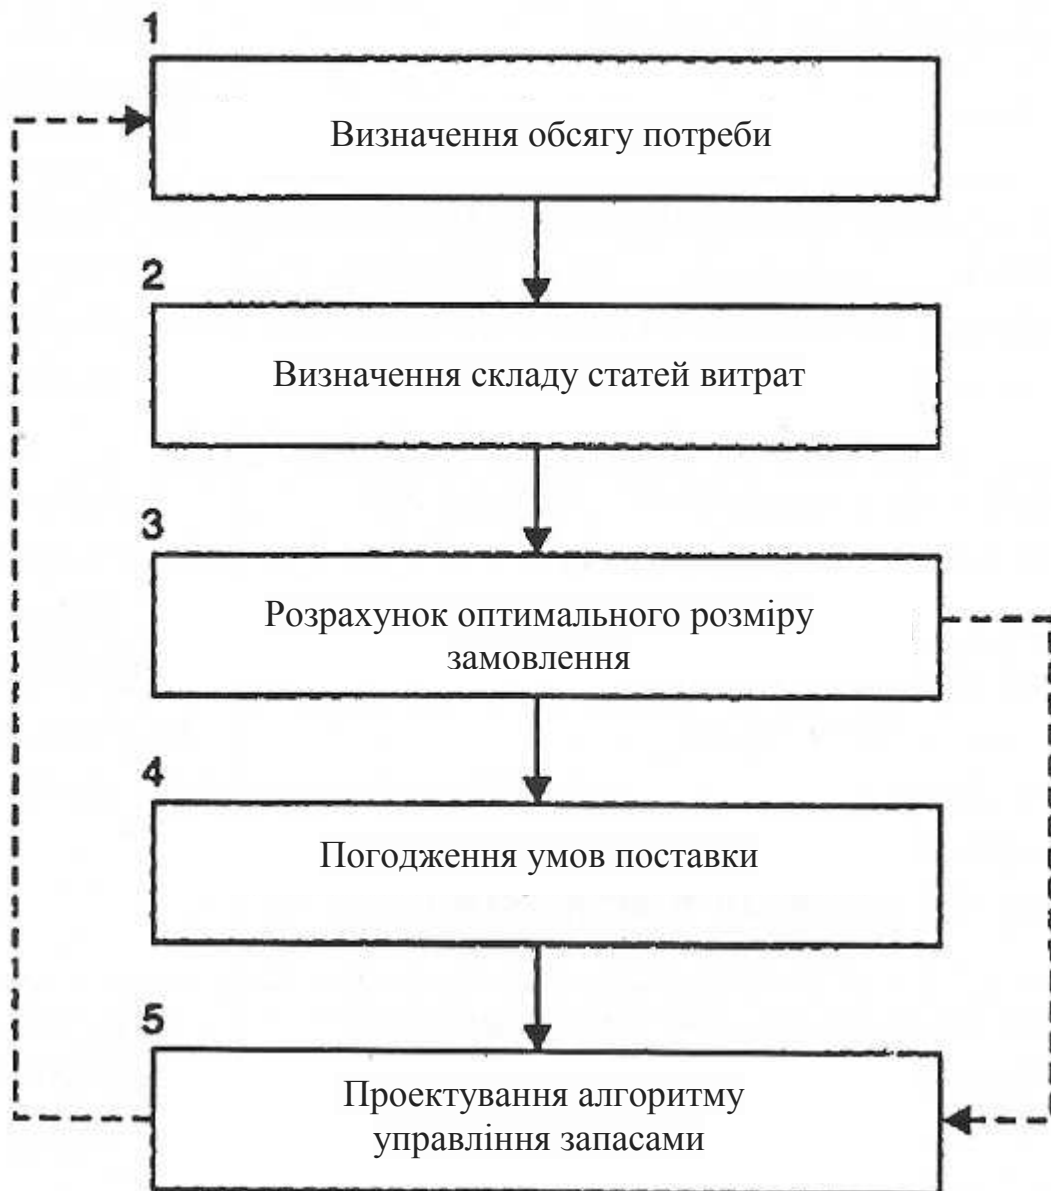 1
Визначення обсягу потреби
2
Визначення складу статей витрат
3
Розрахунок оптимального розміру
замовлення
4
Погодження умов поставки
5
Проектування алгоритму
управління запасами